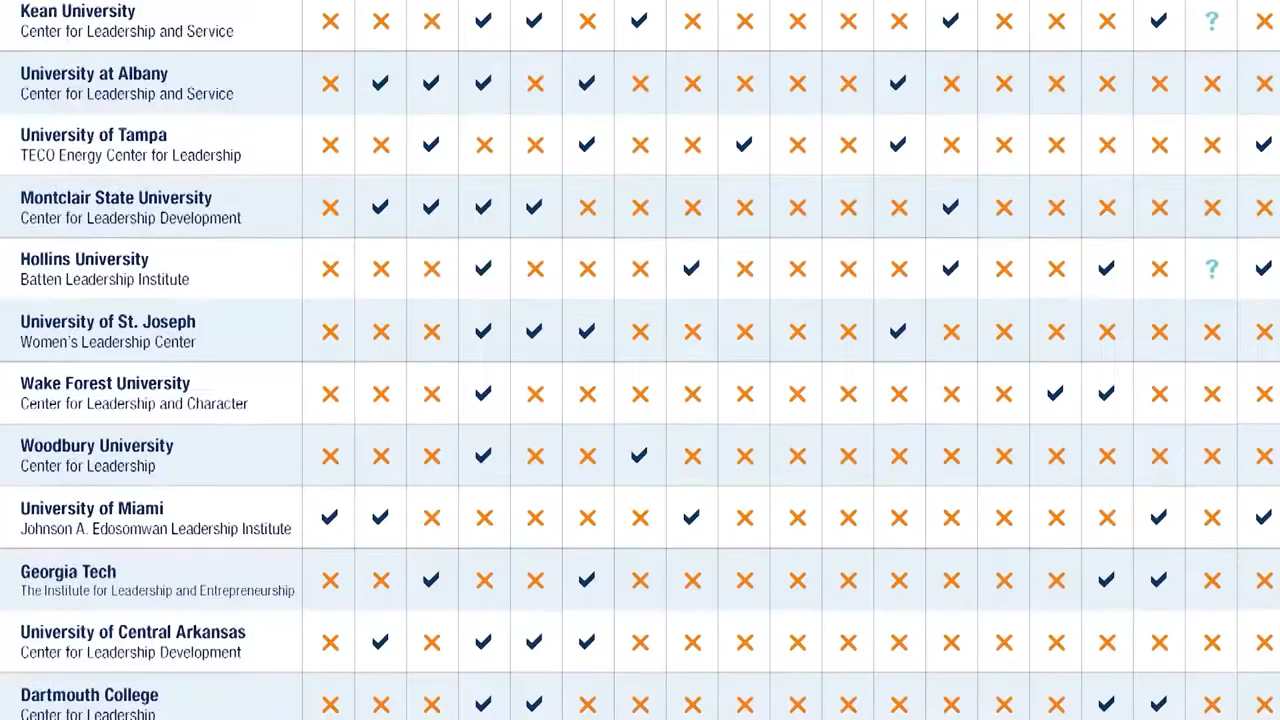 Kean University
Center for Leadership and Service
?
University at Albany
Center for Leadership and Service
University of Tampa
TECO Energy Center for Leadership
Montclair State University
Center for Leadership Development
Hollins University
Batten Leadership Institute
?
University of St. Joseph
Women's Leadership Center
Wake Forest University
Center for Leadership and Character
Woodbury University
Center for Leadership
University of Miami
Johnson A. Edosomwan Leadership Institute
Georgia Tech
The Institute for Leadership and Entrepreneurship
University of Central Arkansas
Center for Leadership Development
Dartmouth College
Center for Leadership